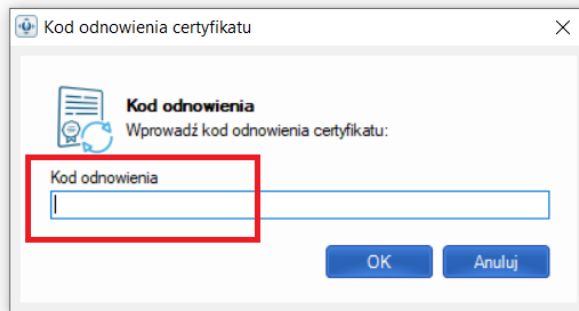 Kod odnowienia certyfikatu
Kod odnowienia
Wprowadź kod odnowienia certyfikatu:
Kod odnowienia
OK Anuluj